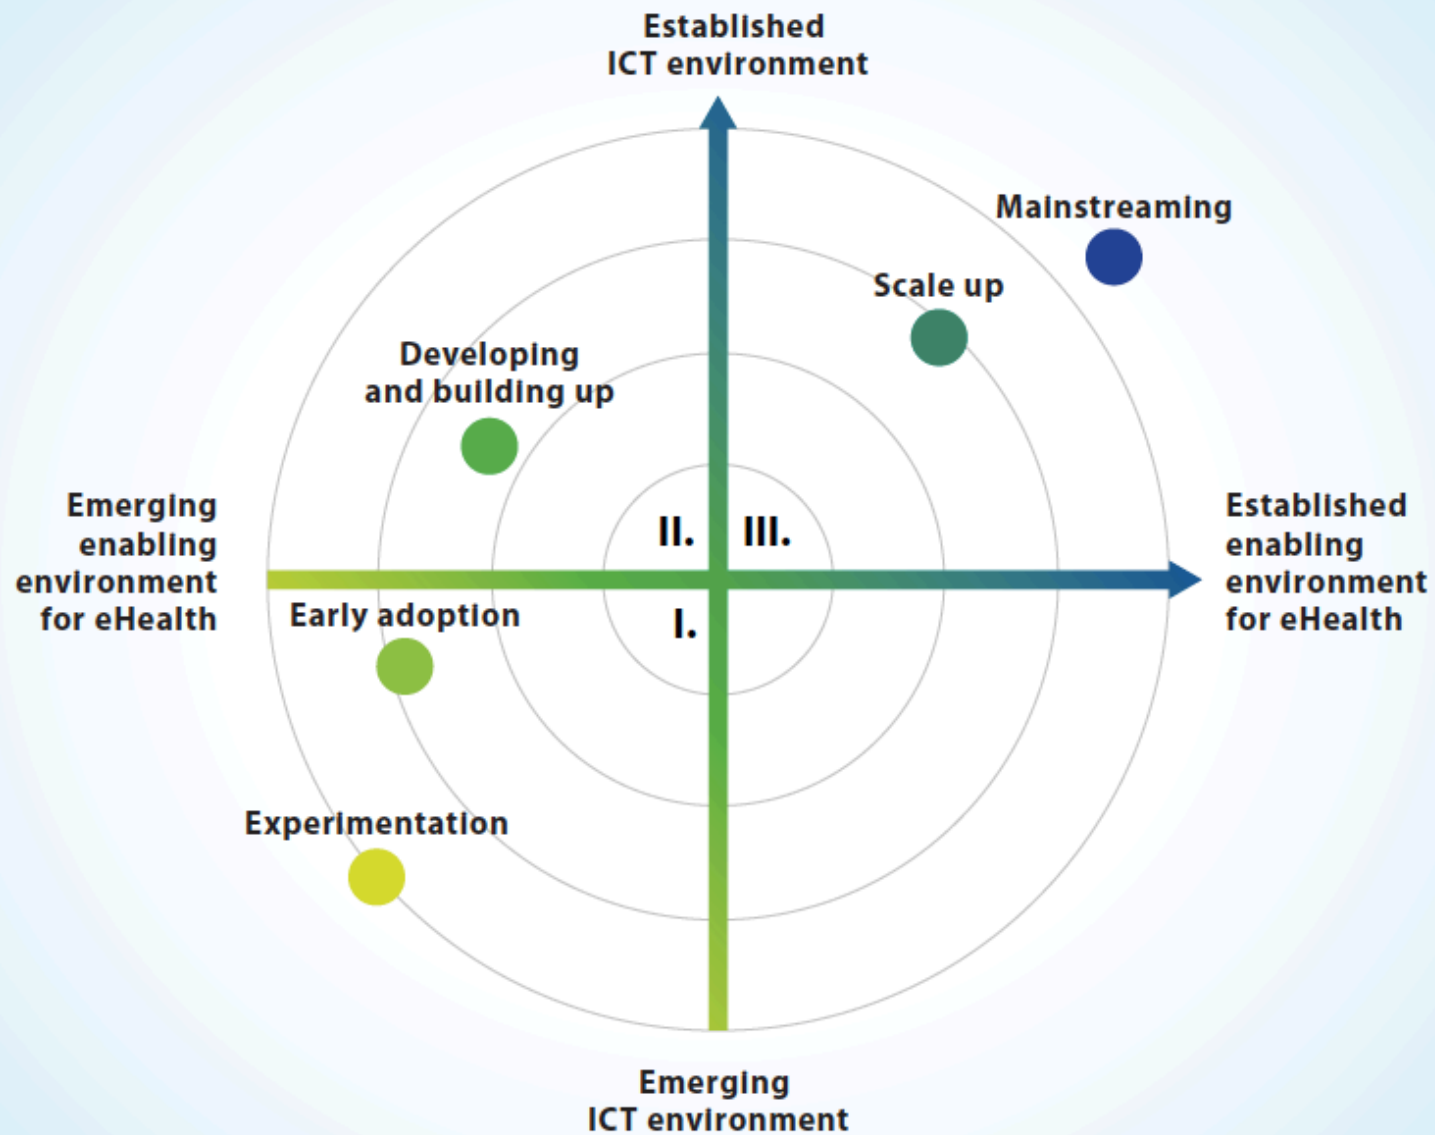 Established
ICT environment
Mainstreaming
Scale up
Developing
and building up
Emerging
enabling
environment
for eHealth
II.
III.
Established
enabling
environment
for eHealth
Early adoption
I.
Experimentation
Emerging
ICT environment